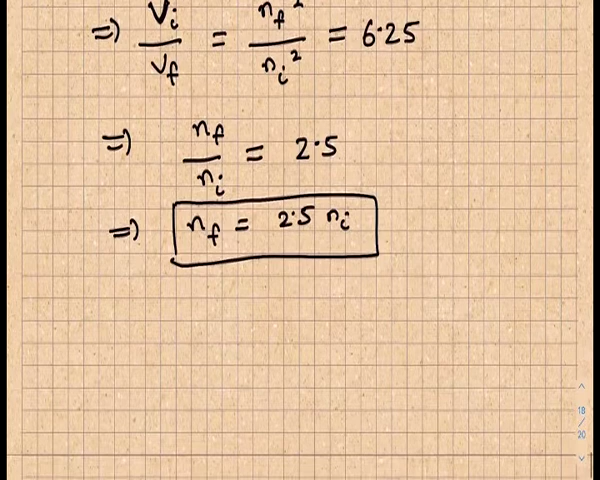 =) Vi/Vf = nf²/ni² = 6.25
=) nf/ni = 2.5
=) nf = 2.5 ni
18
/
20